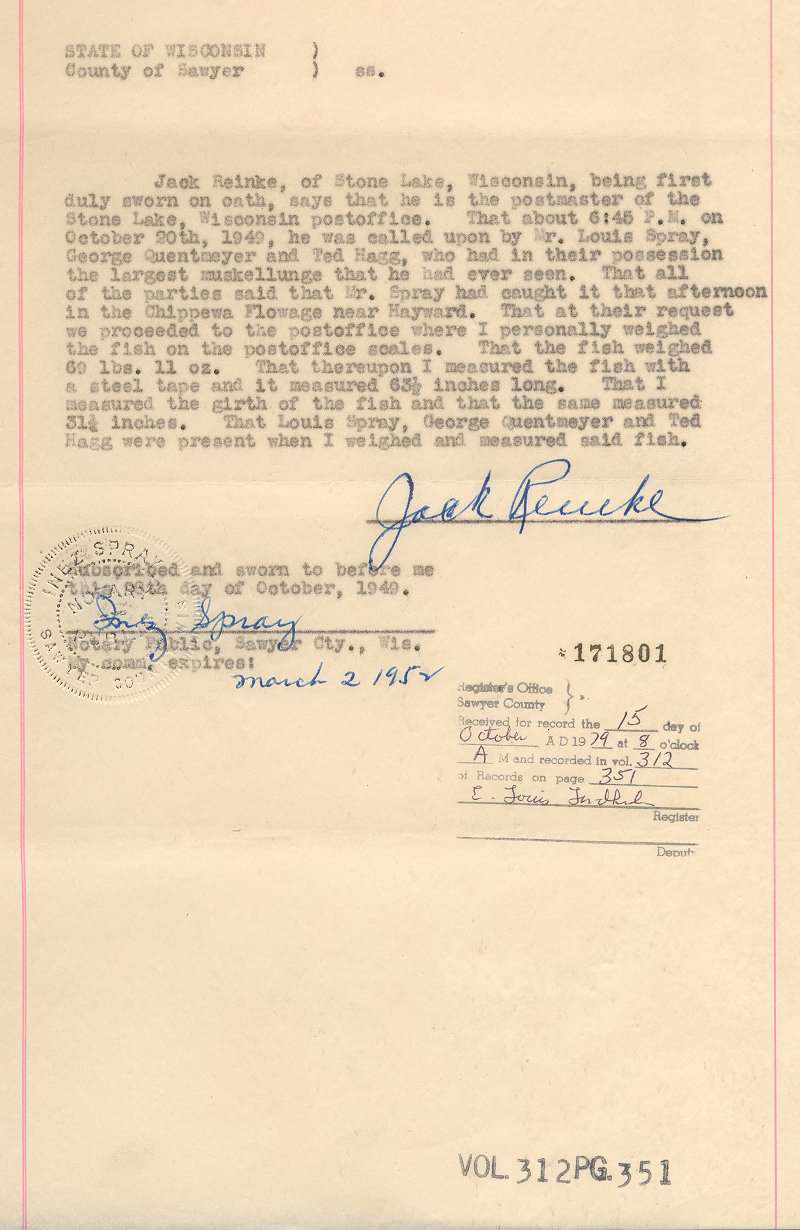 STATE OF WISCONSIN )
County of Sawyer ) ss.
Jack Reinke, of Stone Lake, Wisconsin, being first
duly sworn on oath, says that he is the postmaster of the
Stone Lake, Wisconsin postoffice. That about 6:45 P.M. on
October 20th, 1949, he was called upon by Mr. Louis Spray,
George Quentmeyer and Ted Hagg, who had in their possession
the largest muskellunge that he had ever seen. That all
of the parties said that Mr. Spray had caught it that afternoon
in the Chippewa Flowage near Hayward. That at their request
we proceeded to the postoffice where I personally weighed
the fish on the postoffice scales. That the fish weighed
69 lbs. 11 oz. That thereupon I measured the fish with
a steel tape and it measured 63½ inches long. That I
measured the girth of the fish and that the same measured
31¼ inches. That Louis Spray, George Quentmeyer and Ted
Hagg were present when I weighed and measured said fish.
Jack Reinke
Subscribed and sworn to before me
this day of October, 1949.
Inez Spray
Notary Public, Sawyer Cty., Wis.
My comm. expires:
March 2 1952
INEZ SPRAY
NOTARY
SAWYER CO.
171801
Register's Office
Sawyer County } ss.
Received for record the 15 day of
October A D 19 79 at 8 o'clock
A M and recorded in vol. 312
of Records on page 351
E. Louis
Register
Deputy
VOL. 312 PG. 351